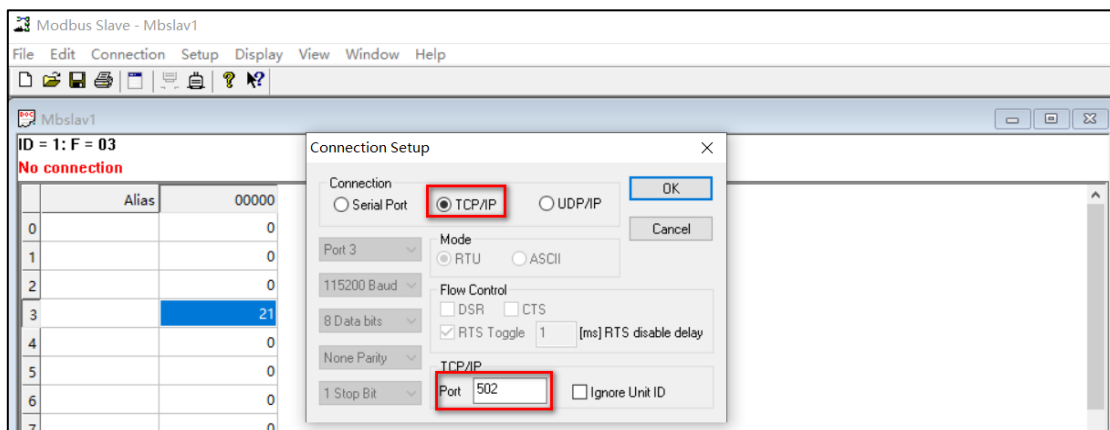 Modbus Slave - Mbslav1
File Edit Connection Setup Display View Window Help
Mbslav1
ID = 1: F = 03
No connection
Alias 00000
0 0
1 0
2 0
3 21
4 0
5 0
6 0
7 0
Connection Setup
Connection
Serial Port TCP/IP UDP/IP
OK
Cancel
Port 3
115200 Baud
8 Data bits
None Parity
1 Stop Bit
Mode
RTU ASCII
Flow Control
DSR CTS
RTS Toggle 1 [ms] RTS disable delay
TCP/IP
Port 502 Ignore Unit ID